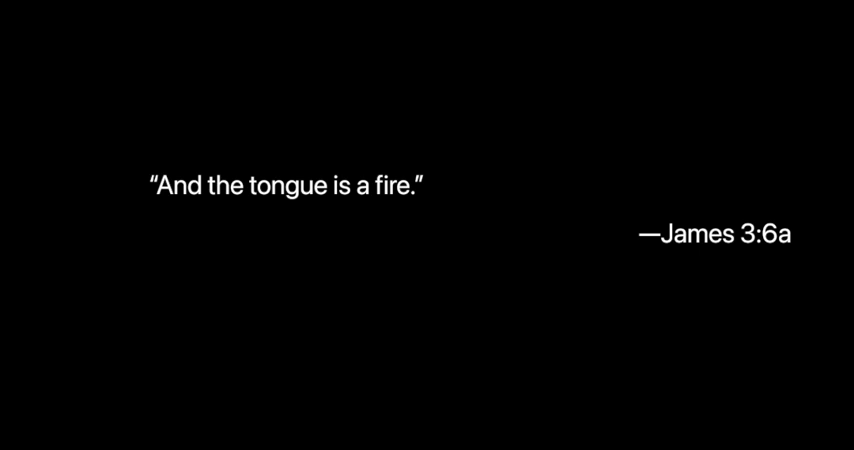 “And the tongue is a fire.”
—James 3:6a